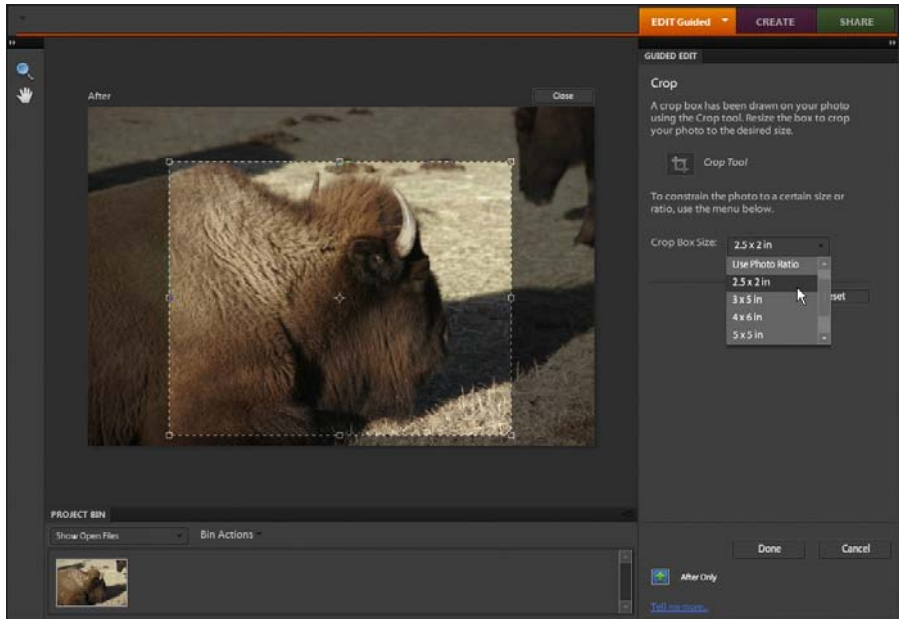 EDIT Guided
CREATE
SHARE
After
Close
GUIDED EDIT
Crop
A crop box has been drawn on your photo
using the Crop tool. Resize the box to crop
your photo to the desired size.
Crop Tool
To constrain the photo to a certain size or
ratio, use the menu below.
Crop Box Size:
2.5 x 2 in
Use Photo Ratio
2.5 x 2 in
3 x 5 in
4 x 6 in
5 x 5 in
set
PROJECT BIN
Show Open Files
Bin Actions
Done
Cancel
After Only
Tell me more...